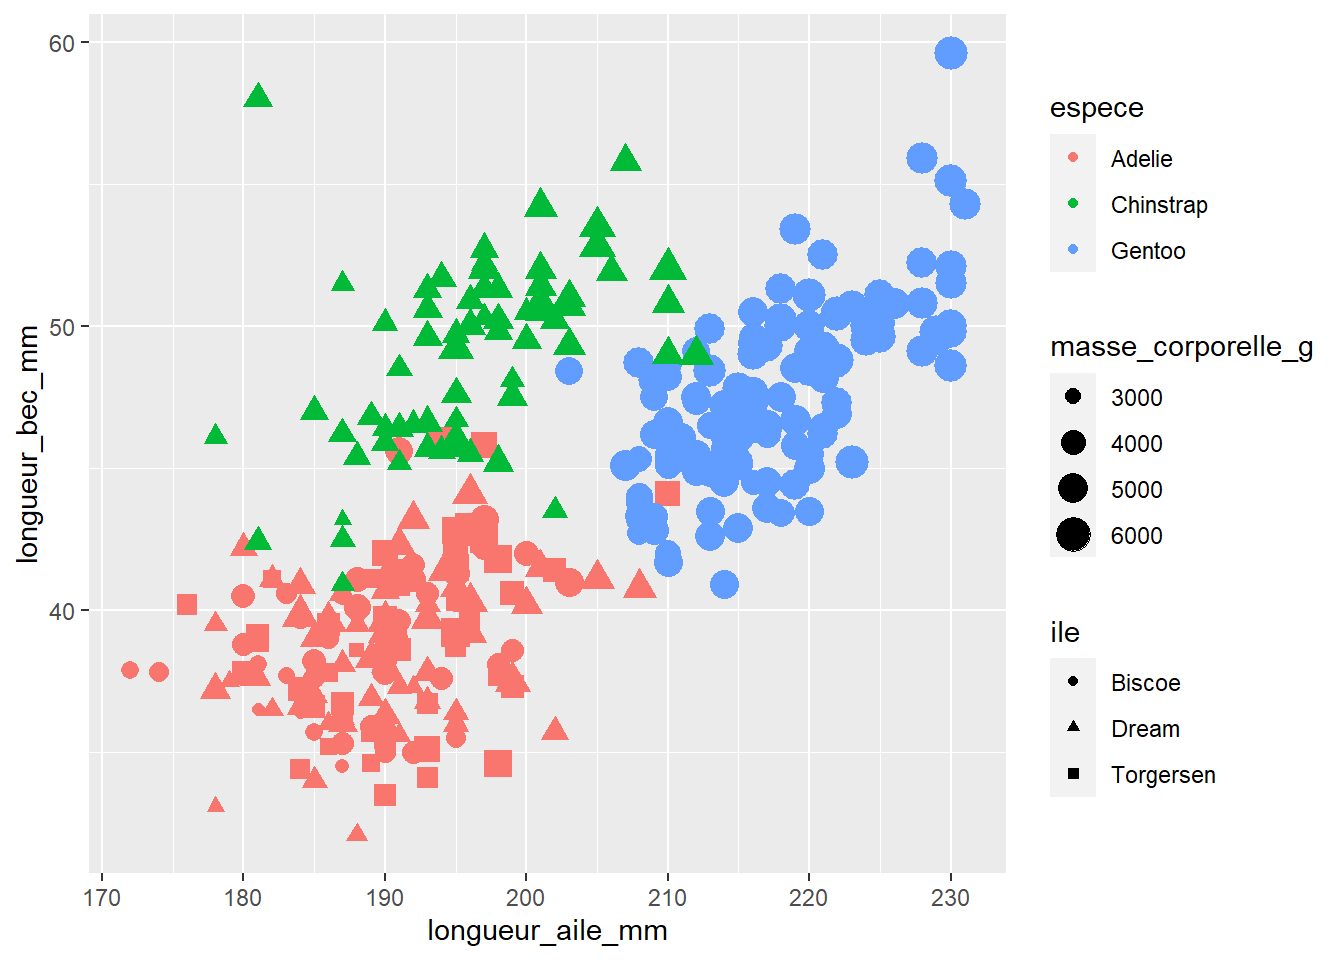 60
50
40
longueur_bec_mm
170 180 190 200 210 220 230
longueur_aile_mm
espece
Adelie
Chinstrap
Gentoo
masse_corporelle_g
3000
4000
5000
6000
ile
Biscoe
Dream
Torgersen